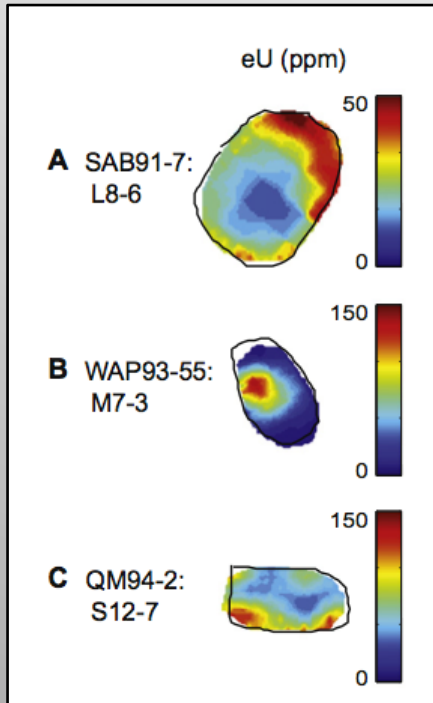 eU (ppm)
50
A SAB91-7:
L8-6
0
150
B WAP93-55:
M7-3
0
150
C QM94-2:
S12-7
0